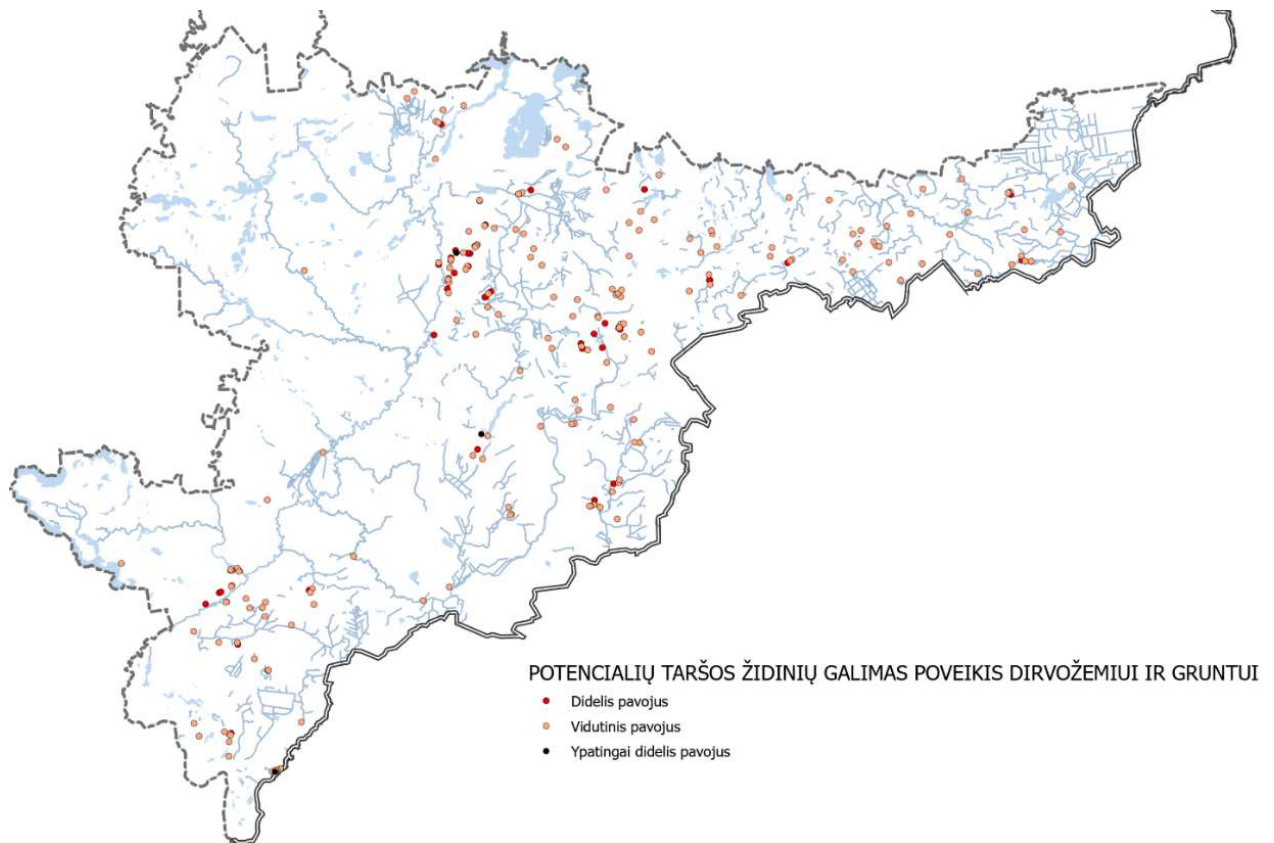 POTENCIALIŲ TARŠOS ŽIDINIŲ GALIMAS POVEIKIS DIRVOŽEMIUI IR GRUNTUI
Didelis pavojus
Vidutinis pavojus
Ypatingai didelis pavojus